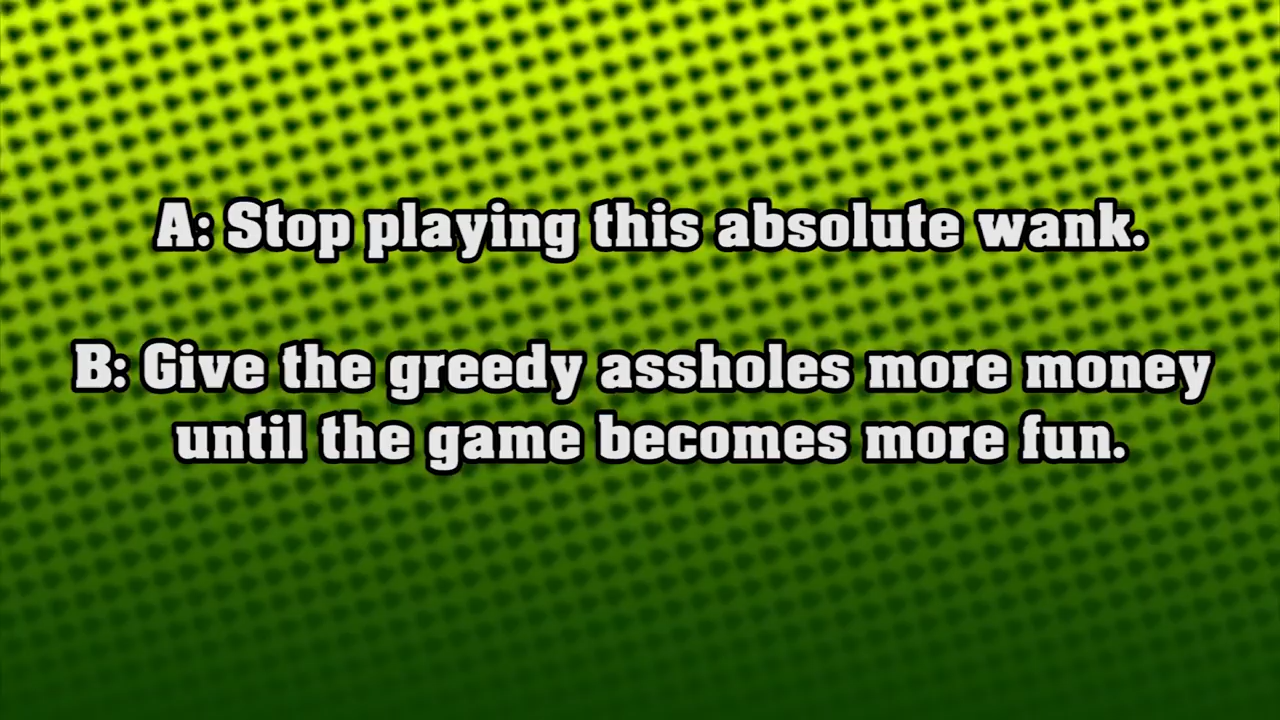 A: Stop playing this absolute wank.
B: Give the greedy assholes more money
until the game becomes more fun.